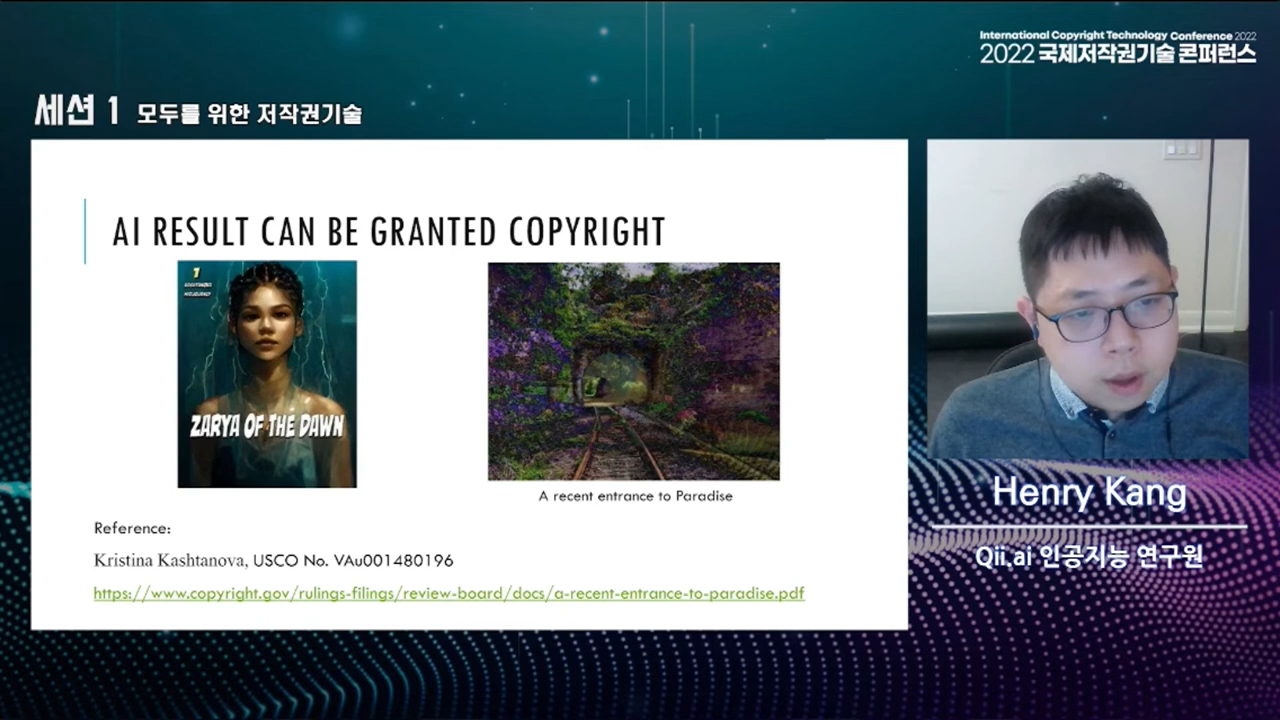 International Copyright Technology Conference 2022
2022 국제저작권기술 콘퍼런스
세션 1 모두를 위한 저작권기술
AI RESULT CAN BE GRANTED COPYRIGHT
1
ZARYA OF THE DAWN
A recent entrance to Paradise
Reference:
Kristina Kashtanova, USCO No. VAu001480196
https://www.copyright.gov/rulings-filings/review-board/docs/a-recent-entrance-to-paradise.pdf
Henry Kang
Qii.ai 인공지능 연구원